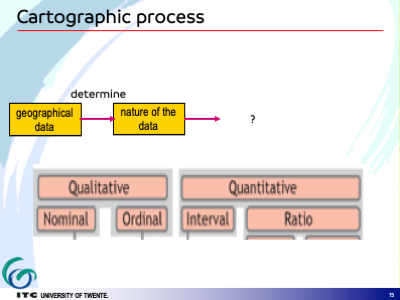 Cartographic process
determine
geographical
data
nature of the
data
?
Qualitative
Quantitative
Nominal
Ordinal
Interval
Ratio
ITC UNIVERSITY OF TWENTE.
15